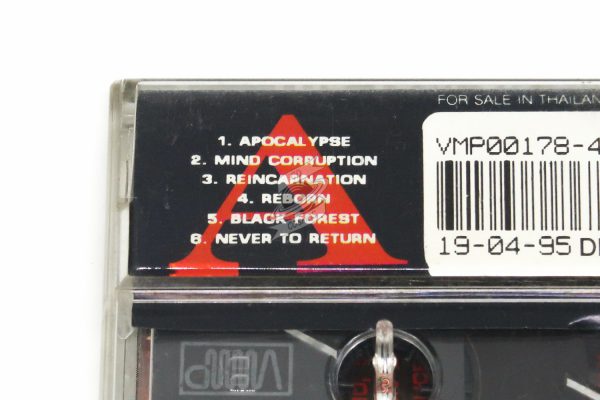 FOR SALE IN THAILAN
1. APOCALYPSE
2. MIND CORRUPTION
3. REINCARNATION
4. REBORN
5. BLACK FOREST
6. NEVER TO RETURN
A
VMP00178-4
19-04-95
VMP